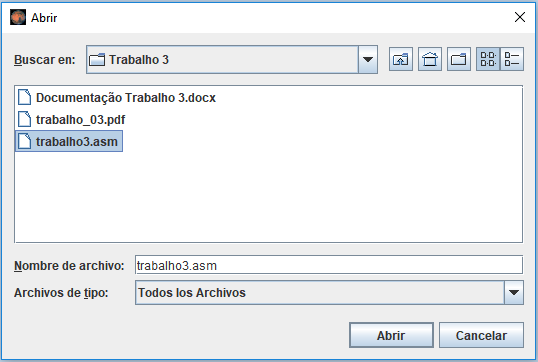 Abrir
Buscar en: Trabalho 3
Documentação Trabalho 3.docx
trabalho_03.pdf
trabalho3.asm
Nombre de archivo: trabalho3.asm
Archivos de tipo: Todos los Archivos
Abrir Cancelar